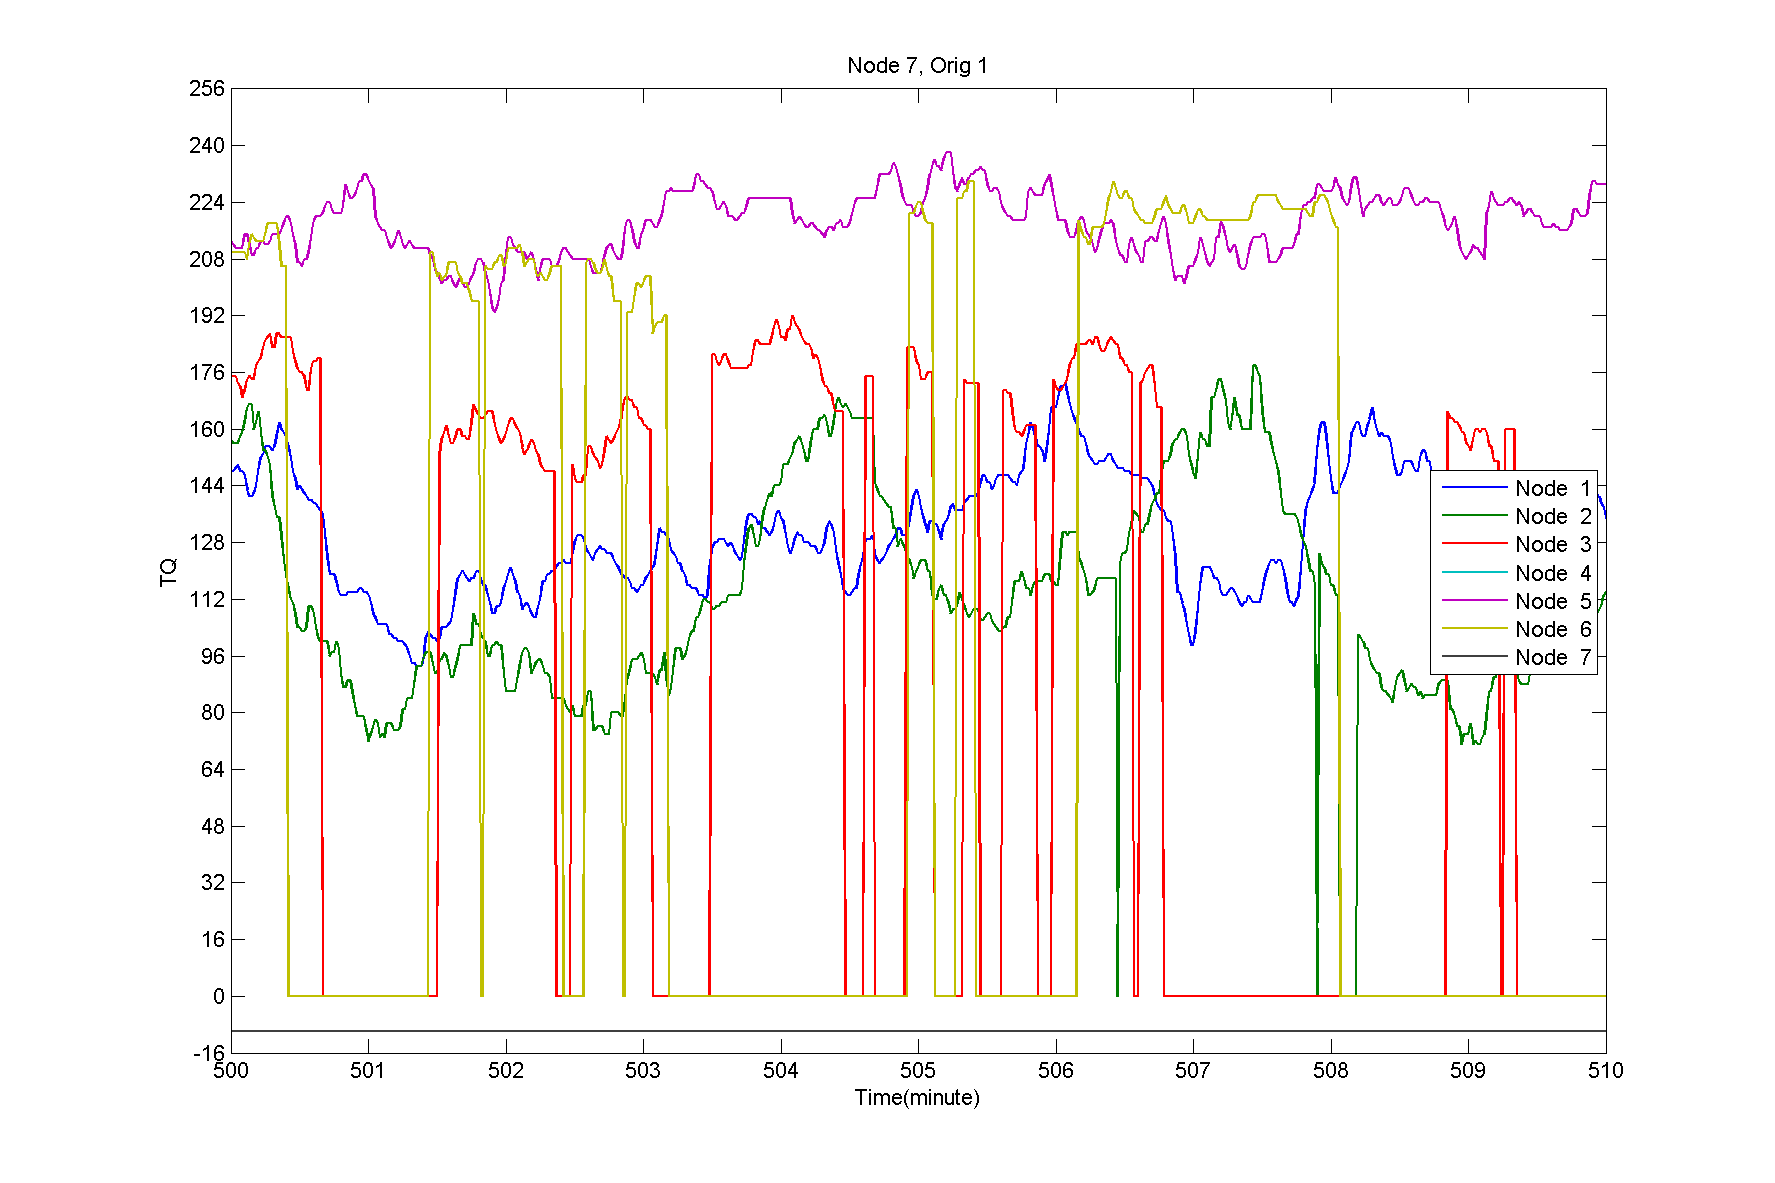 Node 7, Orig 1
256
240
224
208
192
176
160
144
128
112
96
80
64
48
32
16
0
-16
TQ
Node 1
Node 2
Node 3
Node 4
Node 5
Node 6
Node 7
500 501 502 503 504 505 506 507 508 509 510
Time(minute)